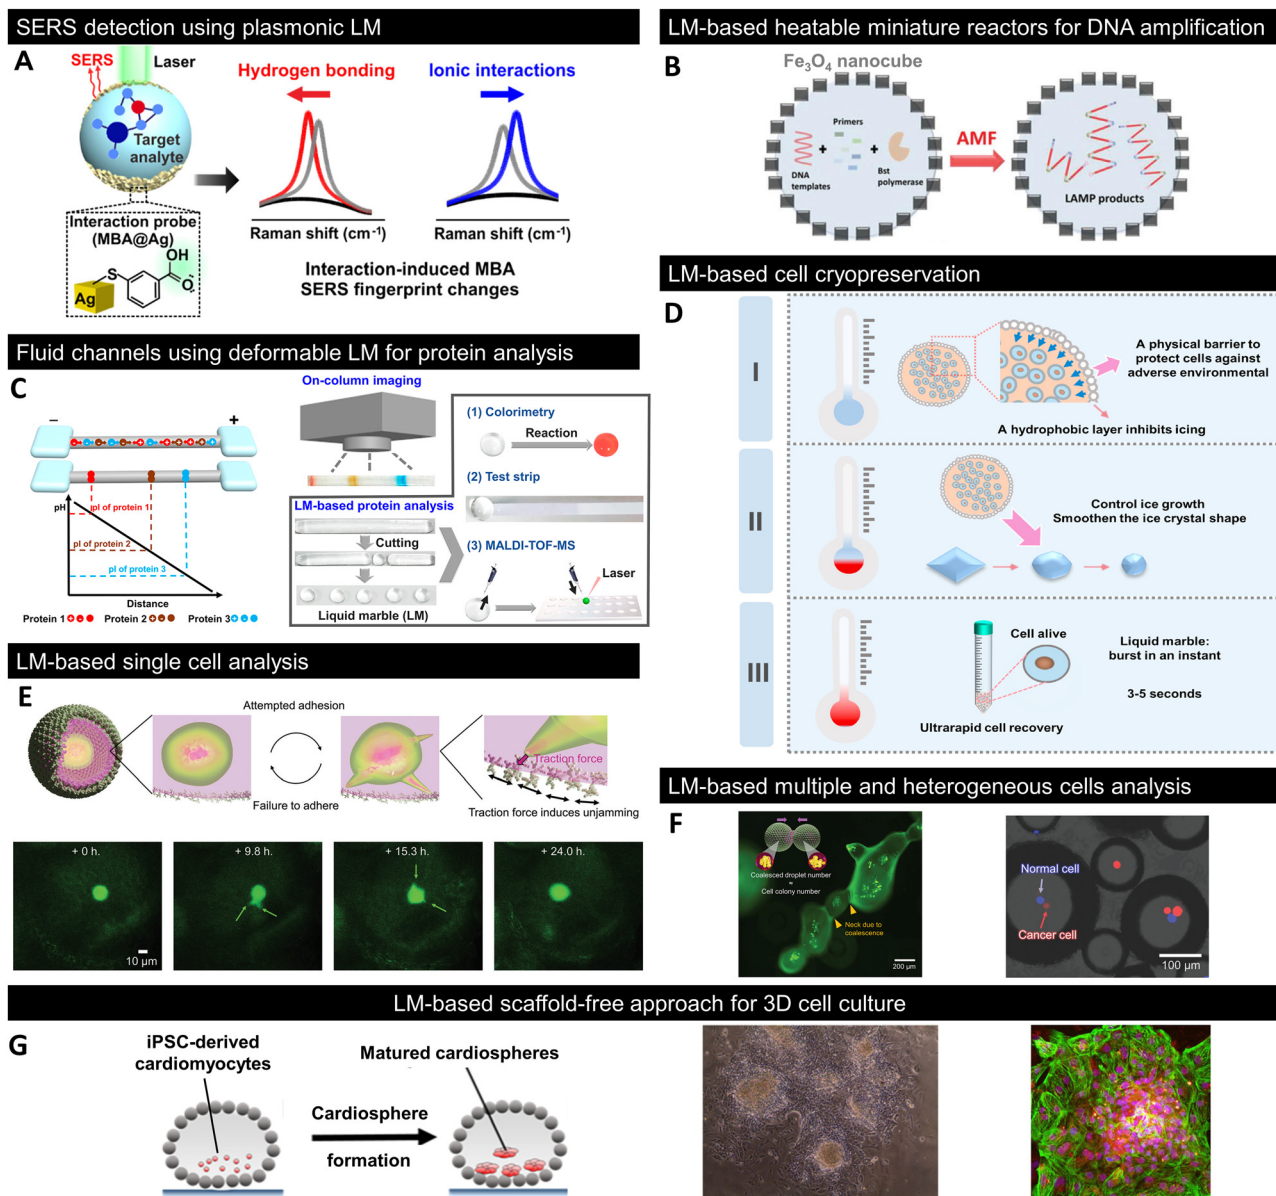 SERS detection using plasmonic LM
A
SERS
Laser
Target
analyte
Interaction probe
(MBA@Ag)
Ag
S
OH
O
Hydrogen bonding
Ionic interactions
Raman shift (cm⁻¹)
Raman shift (cm⁻¹)
Interaction-induced MBA
SERS fingerprint changes
LM-based heatable miniature reactors for DNA amplification
B
Fe₃O₄ nanocube
Primers
+
+
DNA
templates
Bst
polymerase
AMF
LAMP products
Fluid channels using deformable LM for protein analysis
C
–
+
pH
pI of protein 1
pI of protein 2
pI of protein 3
Distance
Protein 1
Protein 2
Protein 3
On-column imaging
LM-based protein analysis
Cutting
Liquid marble (LM)
(1) Colorimetry
Reaction
(2) Test strip
(3) MALDI-TOF-MS
Laser
LM-based cell cryopreservation
D
I
A physical barrier to
protect cells against
adverse environmental
A hydrophobic layer inhibits icing
II
Control ice growth
Smoothen the ice crystal shape
III
Cell alive
Liquid marble:
burst in an instant
3-5 seconds
Ultrarapid cell recovery
LM-based single cell analysis
E
Attempted adhesion
Failure to adhere
Traction force
Traction force induces unjamming
+ 0 h.
+ 9.8 h.
+ 15.3 h.
+ 24.0 h.
10 µm
LM-based multiple and heterogeneous cells analysis
F
Coalesced droplet number
=
Cell colony number
Neck due to
coalescence
200 µm
Normal cell
Cancer cell
100 µm
LM-based scaffold-free approach for 3D cell culture
G
iPSC-derived
cardiomyocytes
Cardiosphere
formation
Matured cardiospheres